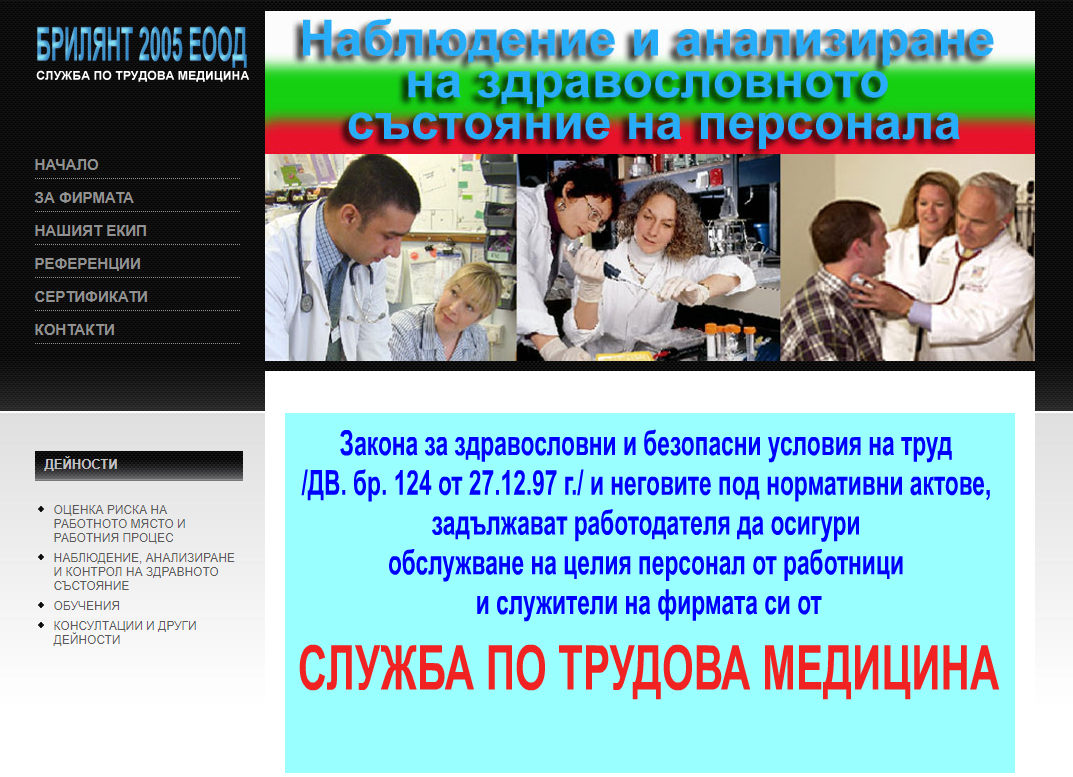 БРИЛЯНТ 2005 ЕООД
СЛУЖБА ПО ТРУДОВА МЕДИЦИНА
НАЧАЛО
ЗА ФИРМАТА
НАШИЯТ ЕКИП
РЕФЕРЕНЦИИ
СЕРТИФИКАТИ
КОНТАКТИ
Наблюдение и анализиране
на здравословното
състояние на персонала
ДЕЙНОСТИ
ОЦЕНКА РИСКА НА
РАБОТНОТО МЯСТО И
РАБОТНИЯ ПРОЦЕС
НАБЛЮДЕНИЕ, АНАЛИЗИРАНЕ
И КОНТРОЛ НА ЗДРАВНОТО
СЪСТОЯНИЕ
ОБУЧЕНИЯ
КОНСУЛТАЦИИ И ДРУГИ
ДЕЙНОСТИ
Закона за здравословни и безопасни условия на труд
/ДВ. бр. 124 от 27.12.97 г./ и неговите под нормативни актове,
задължават работодателя да осигури
обслужване на целия персонал от работници
и служители на фирмата си от
СЛУЖБА ПО ТРУДОВА МЕДИЦИНА